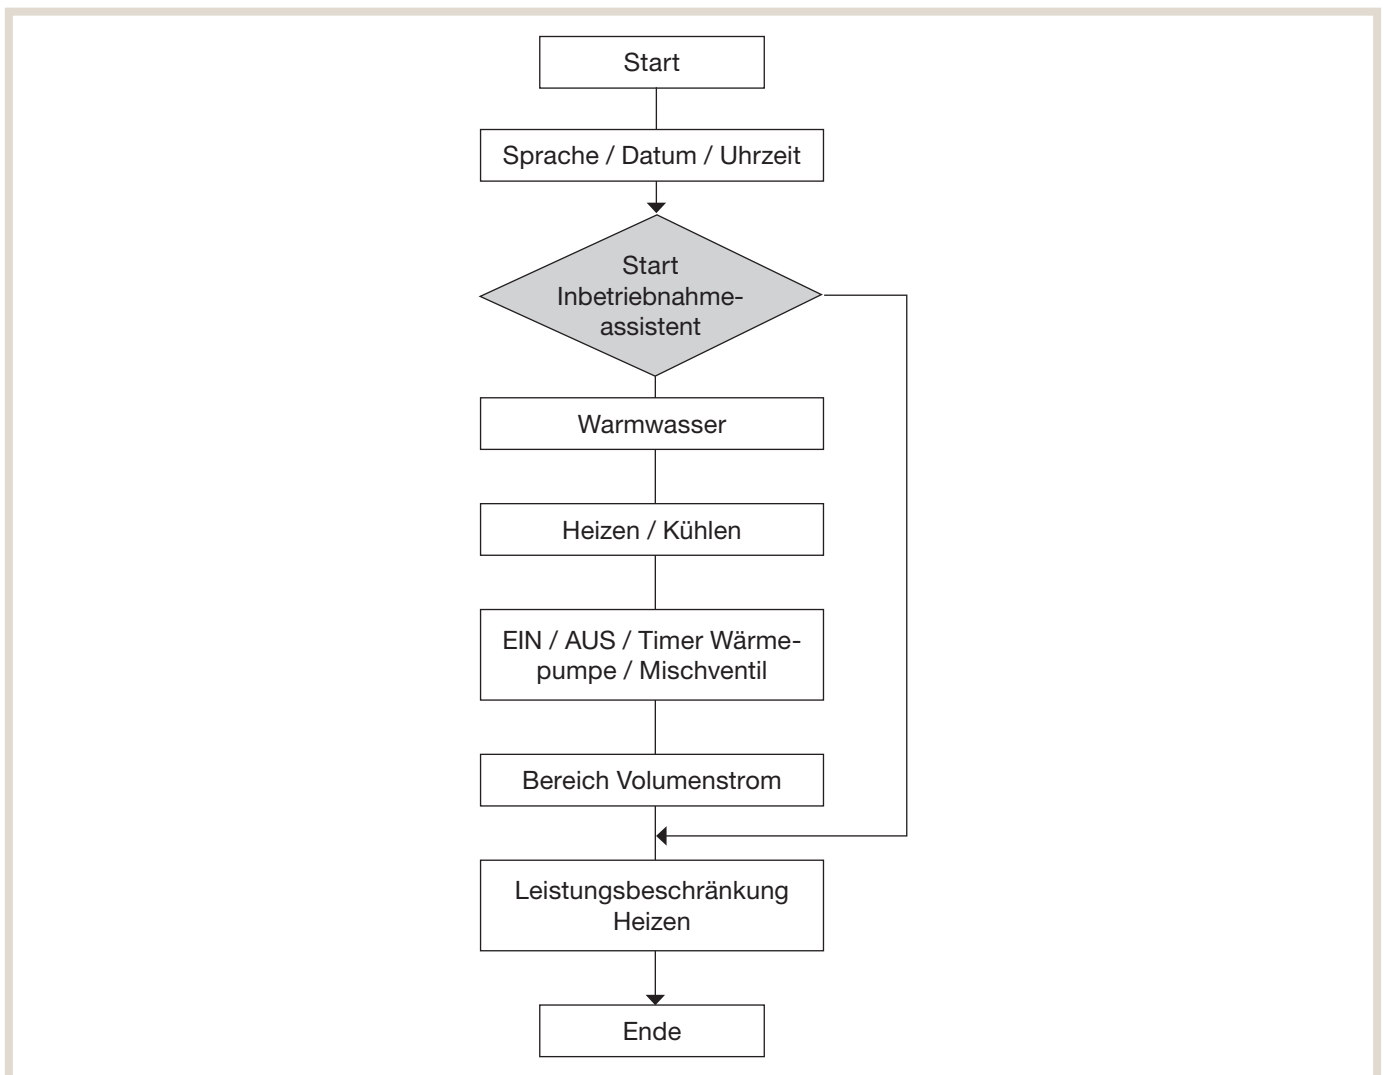 Start
Sprache / Datum / Uhrzeit
Start
Inbetriebnahme-
assistent
Warmwasser
Heizen / Kühlen
EIN / AUS / Timer Wärme-
pumpe / Mischventil
Bereich Volumenstrom
Leistungsbeschränkung
Heizen
Ende